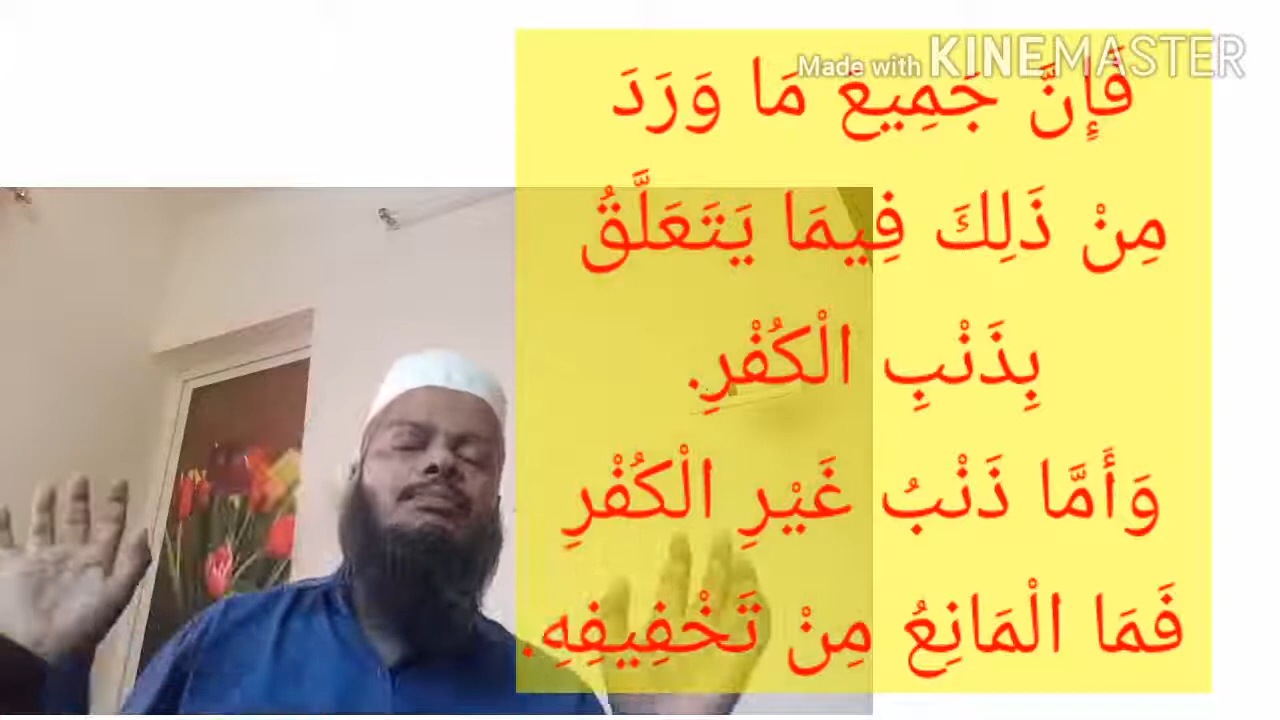 Made with KINEMASTER
فَإِنَّ جَمِيعَ مَا وَرَدَ
مِنْ ذَلِكَ فِيمَا يَتَعَلَّقُ
بِذَنْبِ الْكُفْرِ.
وَأَمَّا ذَنْبُ غَيْرِ الْكُفْرِ
فَمَا الْمَانِعُ مِنْ تَخْفِيفِهِ.